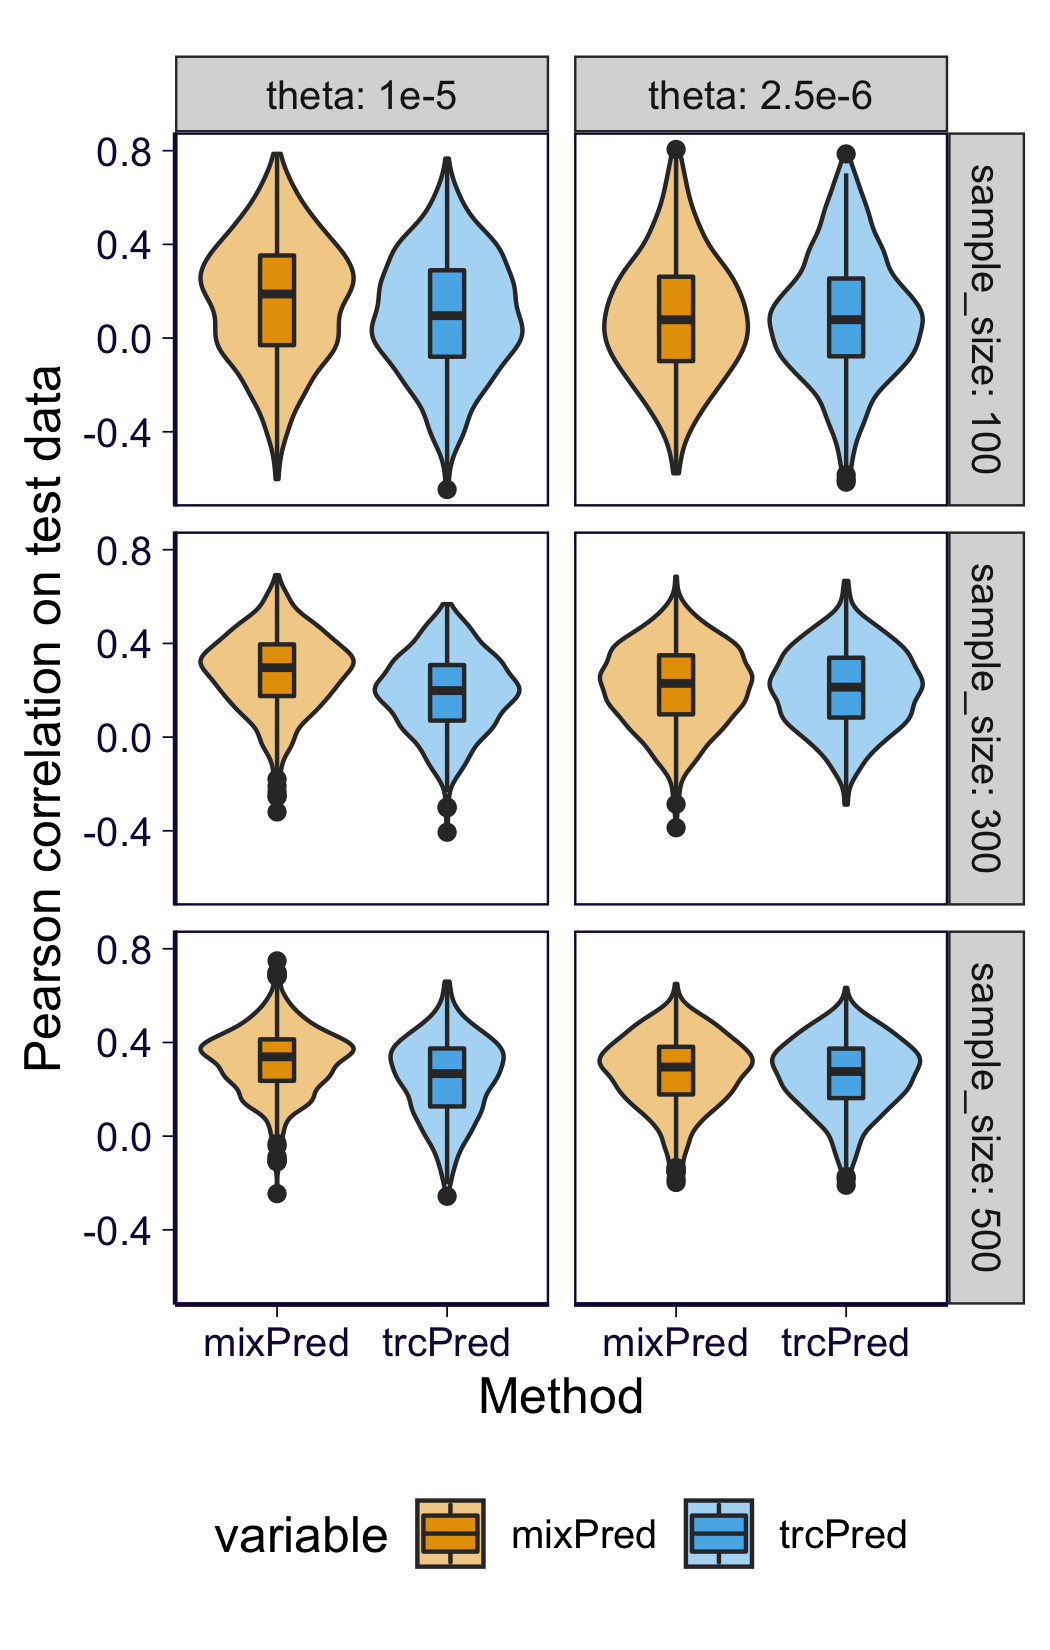 theta: 1e-5
theta: 2.5e-6
Pearson correlation on test data
0.8
0.4
0.0
-0.4
sample_size: 100
0.8
0.4
0.0
-0.4
sample_size: 300
0.8
0.4
0.0
-0.4
sample_size: 500
mixPred
trcPred
mixPred
trcPred
Method
variable
mixPred
trcPred